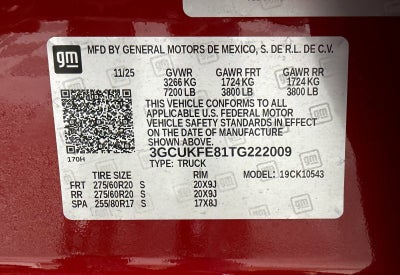 gm
MFD BY GENERAL MOTORS DE MEXICO, S. DE R.L. DE C.V.
11/25 GVWR GAWR FRT GAWR RR
3266 KG 1724 KG 1724 KG
7200 LB 3800 LB 3800 LB
THIS VEHICLE CONFORMS TO ALL
APPLICABLE U.S. FEDERAL MOTOR
VEHICLE SAFETY STANDARDS IN EFFECT
ON THE DATE OF MANUFACTURE
SHOWN ABOVE.
170H 3GCUKFE81TG222009
TYPE: TRUCK
TIRE SIZE RIM MODEL: 19CK10543
FRT 275/60R20 S 20X9J
RR 275/60R20 S 20X9J
SPA 255/80R17 S 17X8J